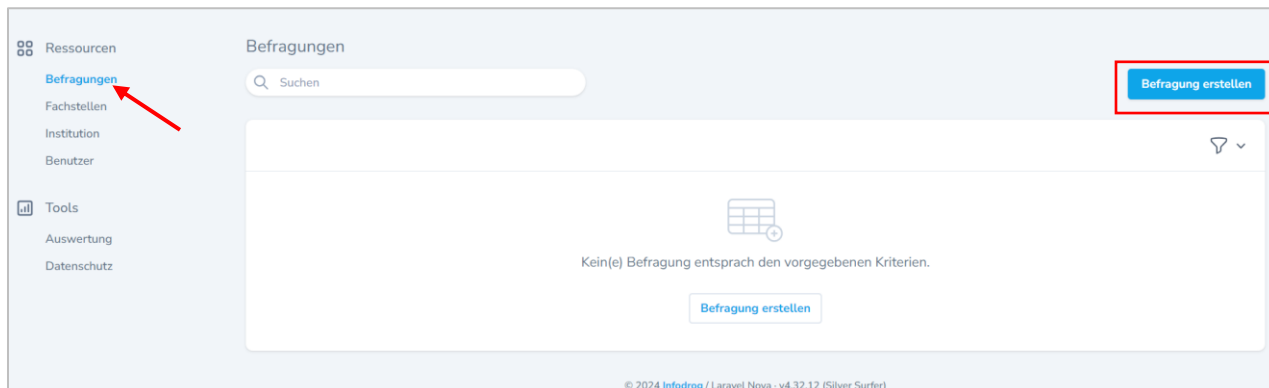 Ressourcen
Befragungen
Fachstellen
Institution
Benutzer
Tools
Auswertung
Datenschutz
Befragungen
Suchen
Befragung erstellen
Kein(e) Befragung entsprach den vorgegebenen Kriterien.
Befragung erstellen
© 2024 Infodrog / Laravel Nova · v4.32.12 (Silver Surfer)